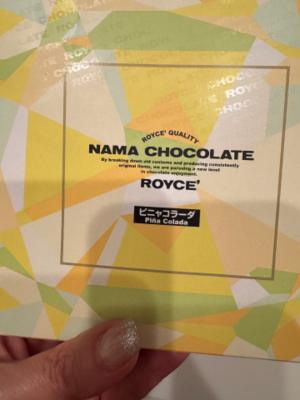 ROYCE' QUALITY
NAMA CHOCOLATE
By breaking down old customs and producing consistently
original items, we are pursuing a new level
in chocolate enjoyment.
ROYCE'
ピニャコラーダ
Piña Colada